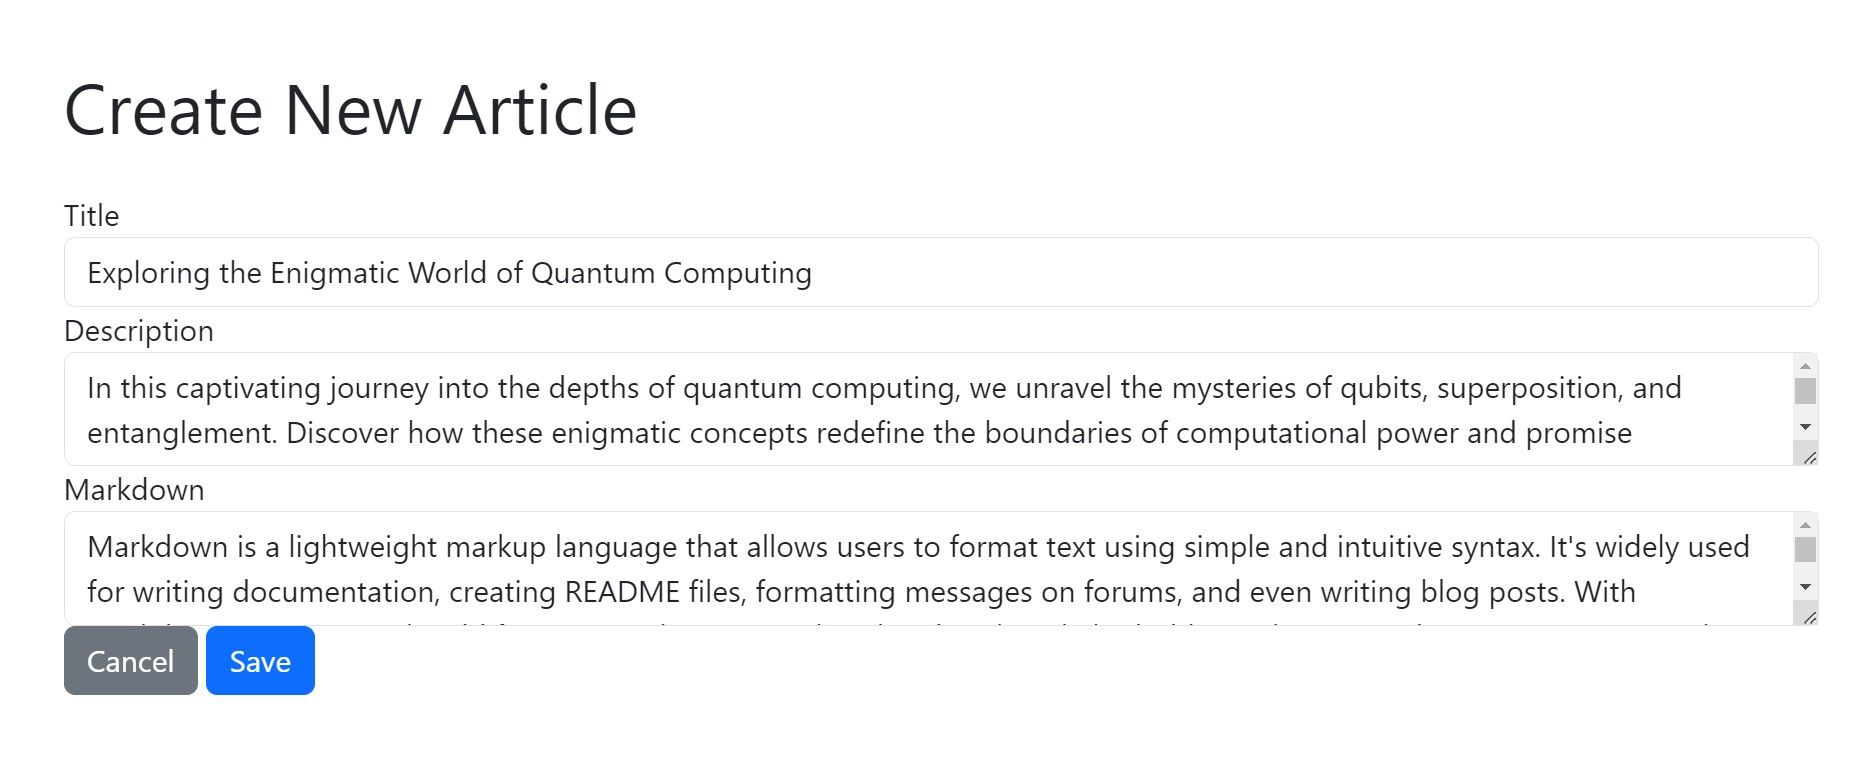 Create New Article
Title
Exploring the Enigmatic World of Quantum Computing
Description
In this captivating journey into the depths of quantum computing, we unravel the mysteries of qubits, superposition, and
entanglement. Discover how these enigmatic concepts redefine the boundaries of computational power and promise
Markdown
Markdown is a lightweight markup language that allows users to format text using simple and intuitive syntax. It's widely used
for writing documentation, creating README files, formatting messages on forums, and even writing blog posts. With
Cancel Save